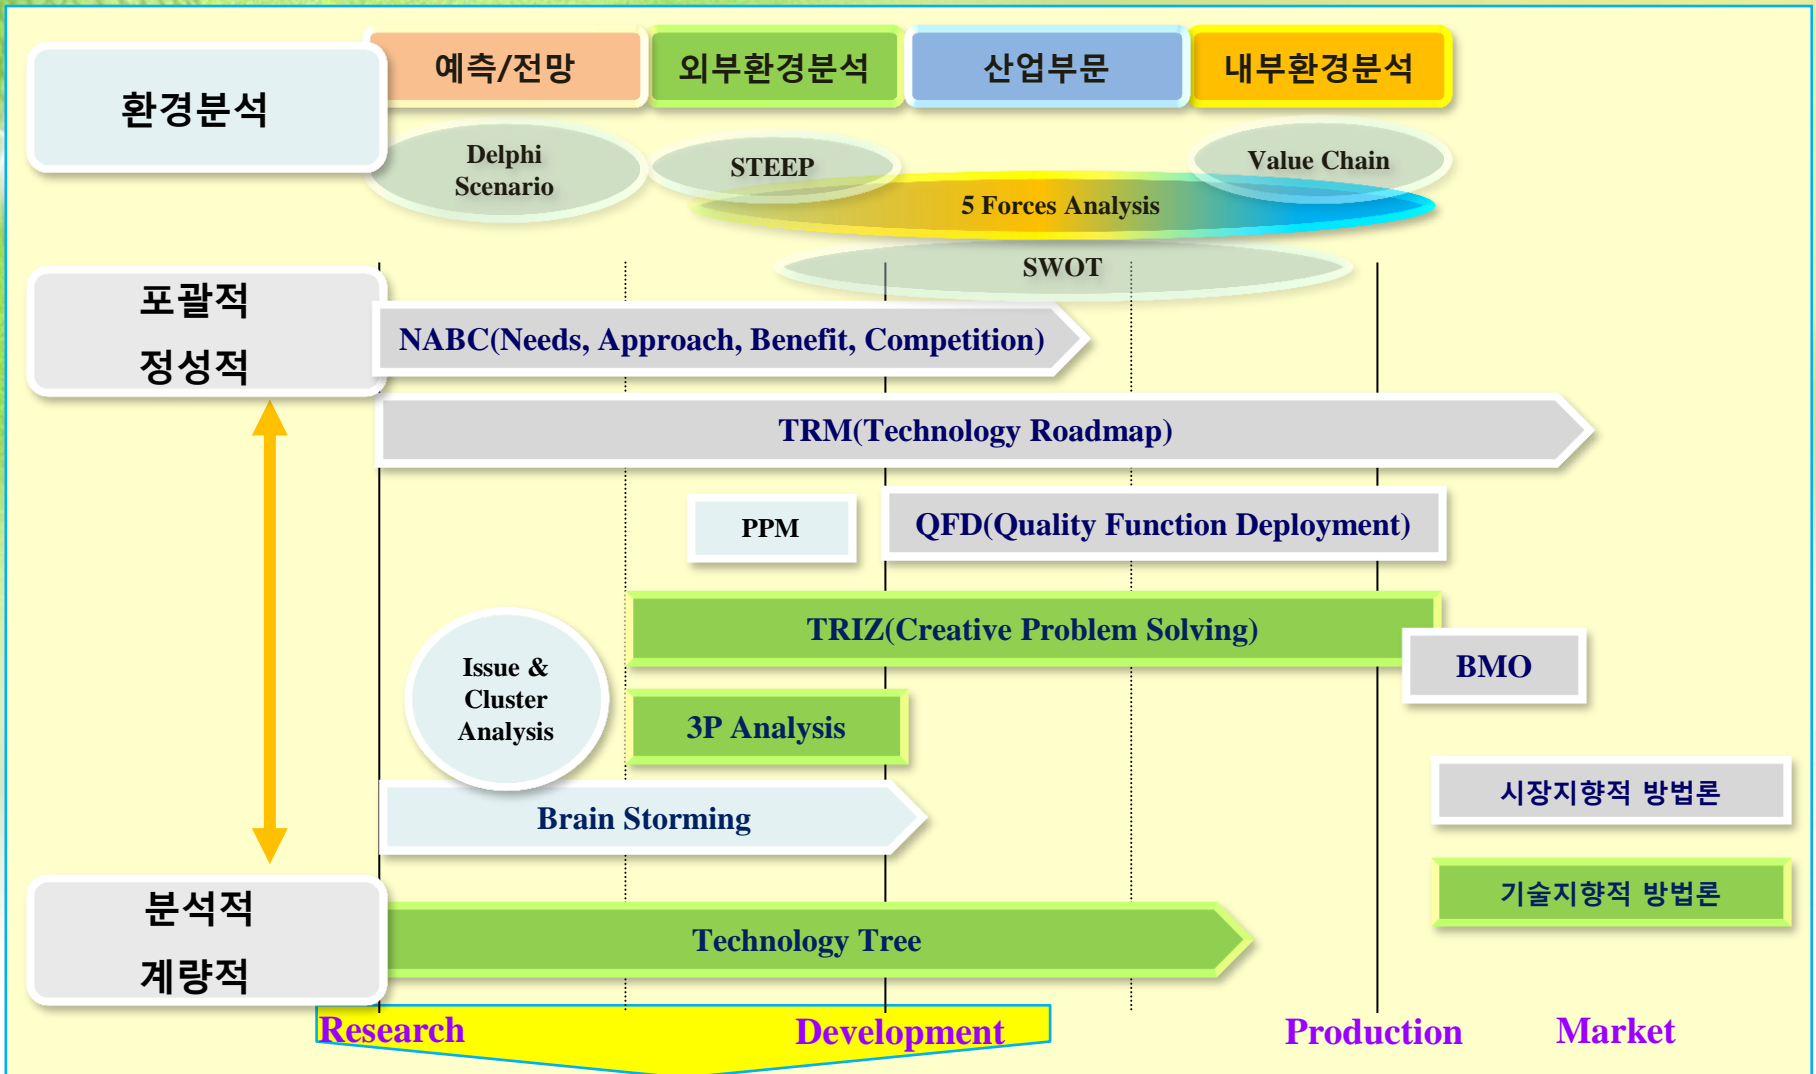 환경분석
예측/전망
외부환경분석
산업부문
내부환경분석
Delphi
Scenario
STEEP
Value Chain
5 Forces Analysis
SWOT
포괄적
정성적
NABC(Needs, Approach, Benefit, Competition)
TRM(Technology Roadmap)
PPM
QFD(Quality Function Deployment)
TRIZ(Creative Problem Solving)
BMO
Issue &
Cluster
Analysis
3P Analysis
시장지향적 방법론
Brain Storming
기술지향적 방법론
분석적
계량적
Technology Tree
Research
Development
Production
Market